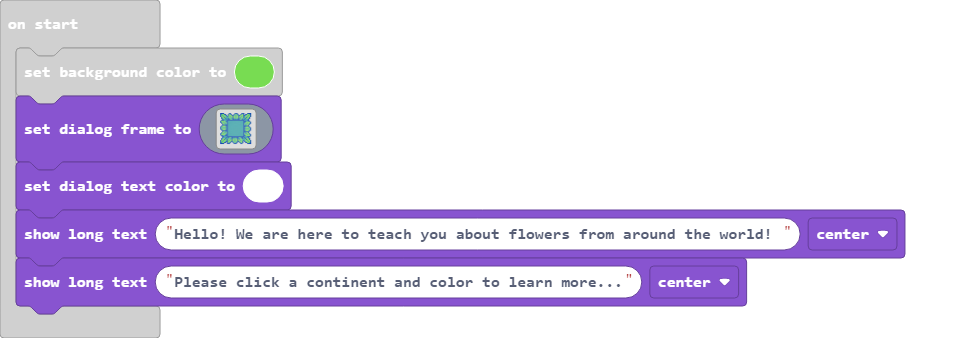 on start
set background color to
set dialog frame to
set dialog text color to
show long text "Hello! We are here to teach you about flowers from around the world! " center
show long text "Please click a continent and color to learn more..." center